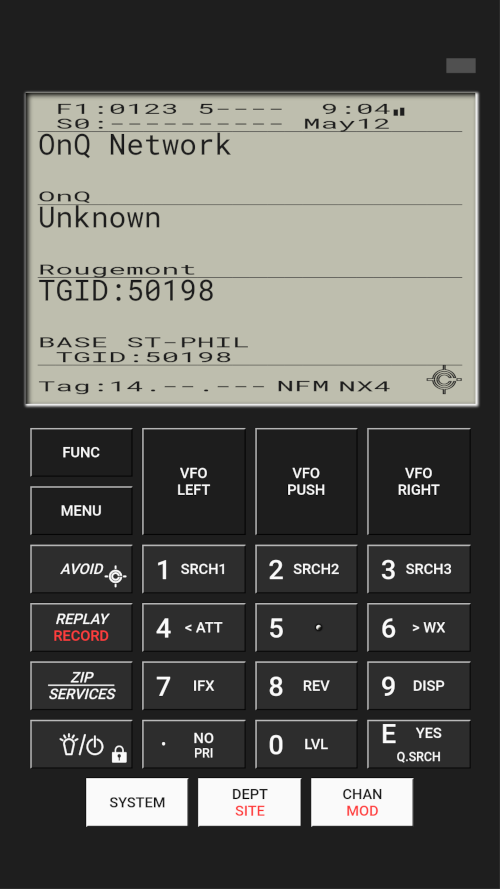 F1:0123 5---- 9:04
S0:---------- May12
OnQ Network
OnQ
Unknown
Rougemont
TGID:50198
BASE ST-PHIL
TGID:50198
Tag:14.--.--- NFM NX4
FUNC
VFO LEFT
VFO PUSH
VFO RIGHT
MENU
AVOID
1 SRCH1
2 SRCH2
3 SRCH3
REPLAY
RECORD
4 < ATT
5 .
6 > WX
ZIP
SERVICES
7 IFX
8 REV
9 DISP
/
. NO PRI
0 LVL
E YES
Q.SRCH
SYSTEM
DEPT
SITE
CHAN
MOD